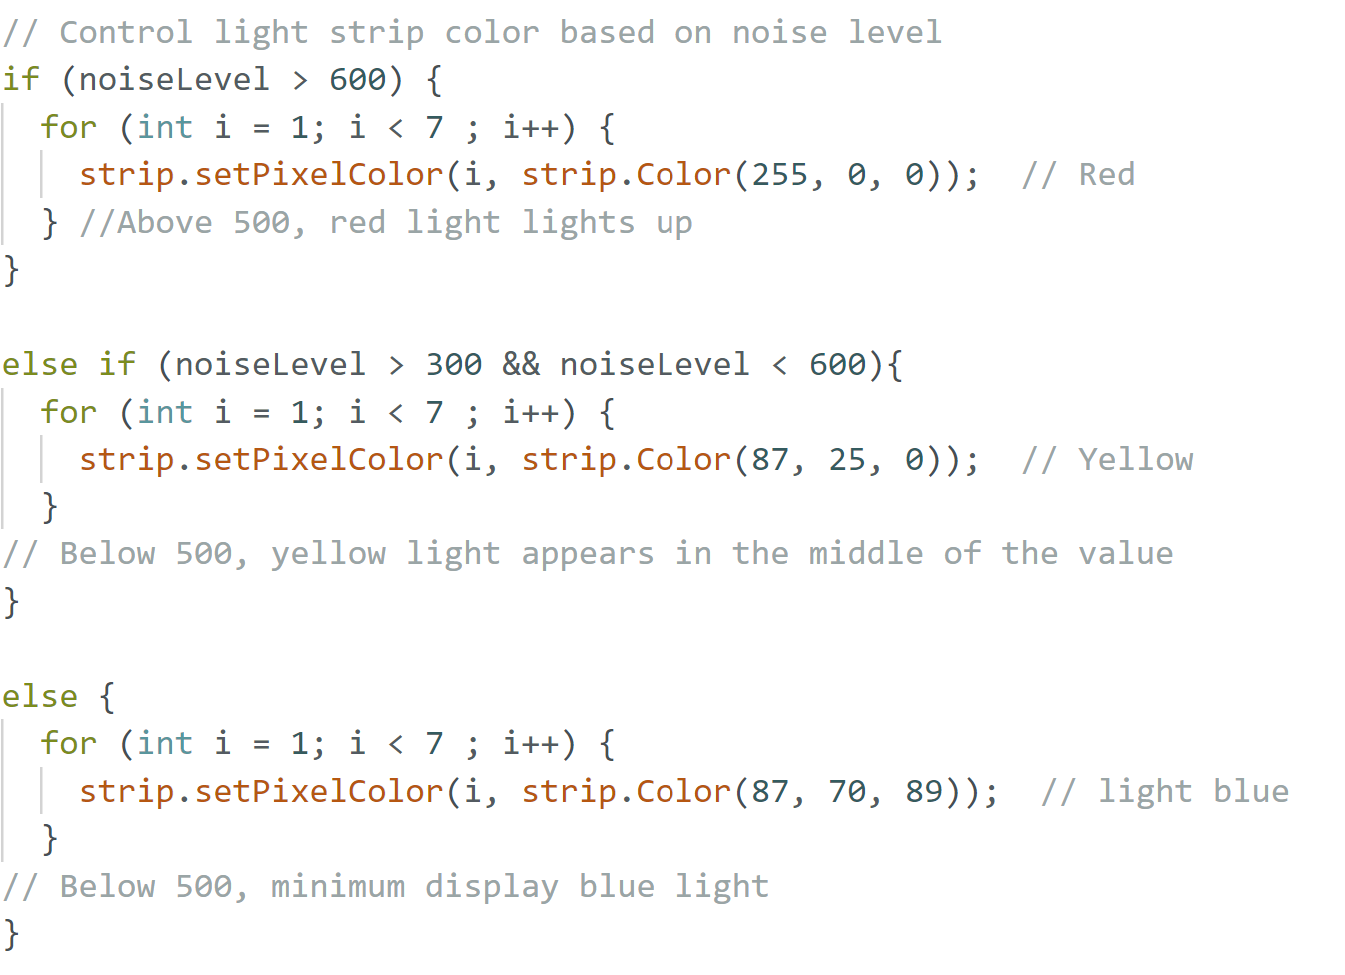 // Control light strip color based on noise level
if (noiseLevel > 600) {
  for (int i = 1; i < 7 ; i++) {
    strip.setPixelColor(i, strip.Color(255, 0, 0));  // Red
  } //Above 500, red light lights up
}

else if (noiseLevel > 300 && noiseLevel < 600){
  for (int i = 1; i < 7 ; i++) {
    strip.setPixelColor(i, strip.Color(87, 25, 0));  // Yellow
  }
// Below 500, yellow light appears in the middle of the value
}

else {
  for (int i = 1; i < 7 ; i++) {
    strip.setPixelColor(i, strip.Color(87, 70, 89));  // light blue
  }
// Below 500, minimum display blue light
}